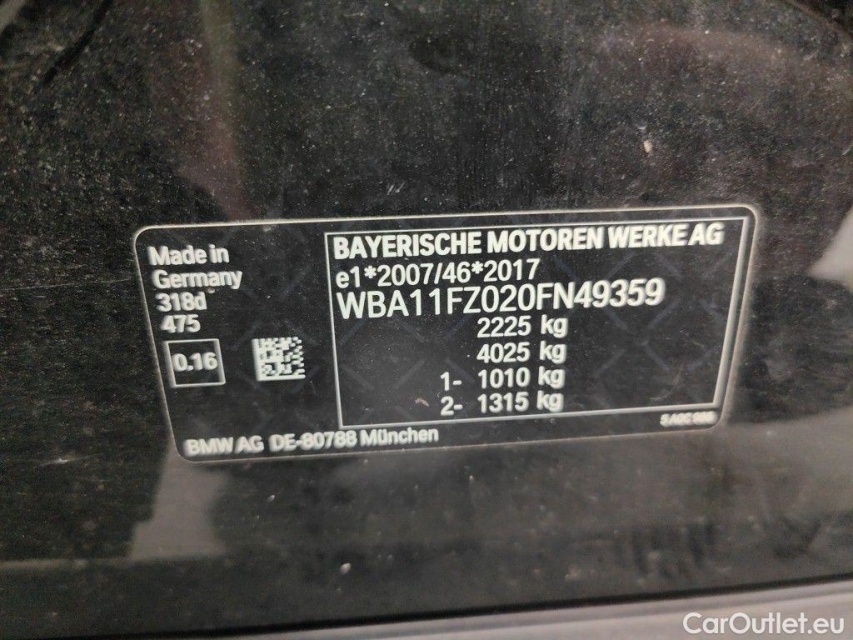 Made in
Germany
318d
475
0.16
BAYERISCHE MOTOREN WERKE AG
e1*2007/46*2017
WBA11FZ020FN49359
2225 kg
4025 kg
1- 1010 kg
2- 1315 kg
BMW AG DE-80788 München
CarOutlet.eu